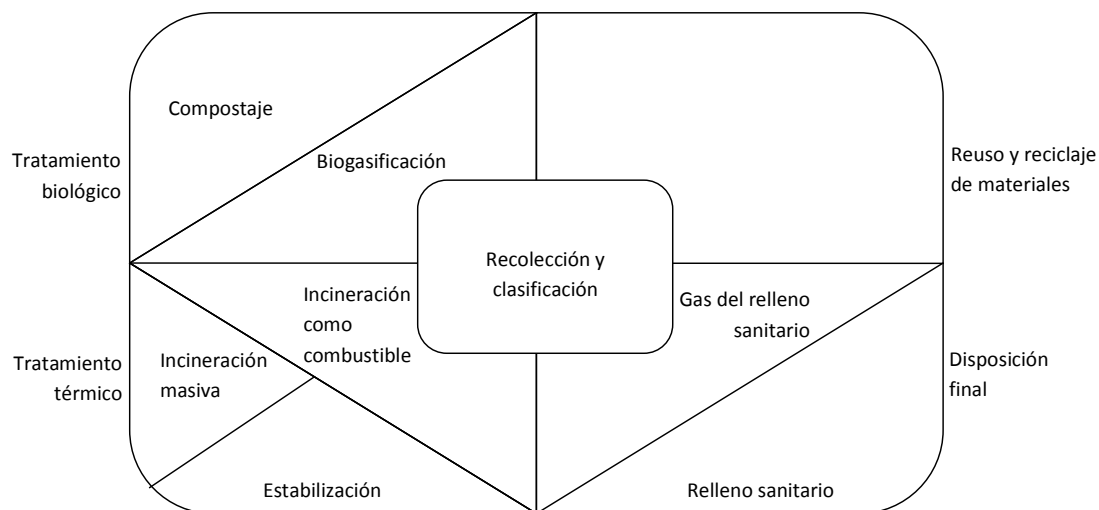 Compostaje
Tratamiento
biológico
Biogasificación
Reuso y reciclaje
de materiales
Recolección y
clasificación
Incineración
como
combustible
Gas del relleno
sanitario
Tratamiento
térmico
Incineración
masiva
Disposición
final
Estabilización
Relleno sanitario